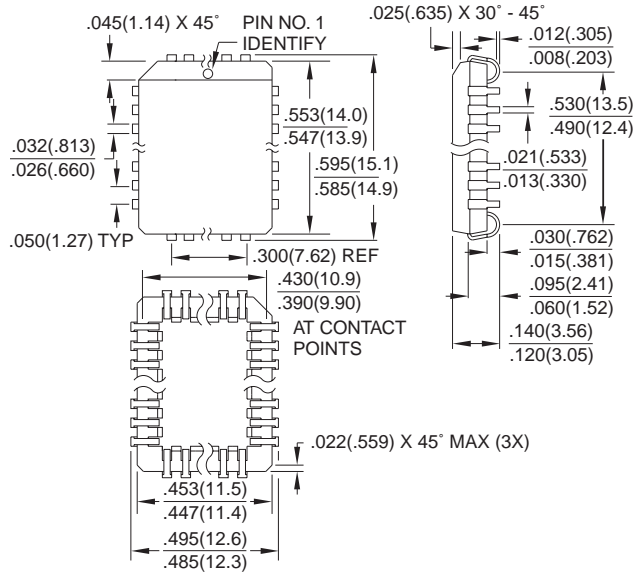 .045(1.14) X 45˚
PIN NO. 1
IDENTIFY
.025(.635) X 30˚ - 45˚
.012(.305)
.008(.203)
.553(14.0)
.547(13.9)
.530(13.5)
.490(12.4)
.032(.813)
.026(.660)
.595(15.1)
.585(14.9)
.021(.533)
.013(.330)
.050(1.27) TYP
.300(7.62) REF
.030(.762)
.015(.381)
.430(10.9)
.390(9.90)
AT CONTACT
POINTS
.095(2.41)
.060(1.52)
.140(3.56)
.120(3.05)
.022(.559) X 45˚ MAX (3X)
.453(11.5)
.447(11.4)
.495(12.6)
.485(12.3)